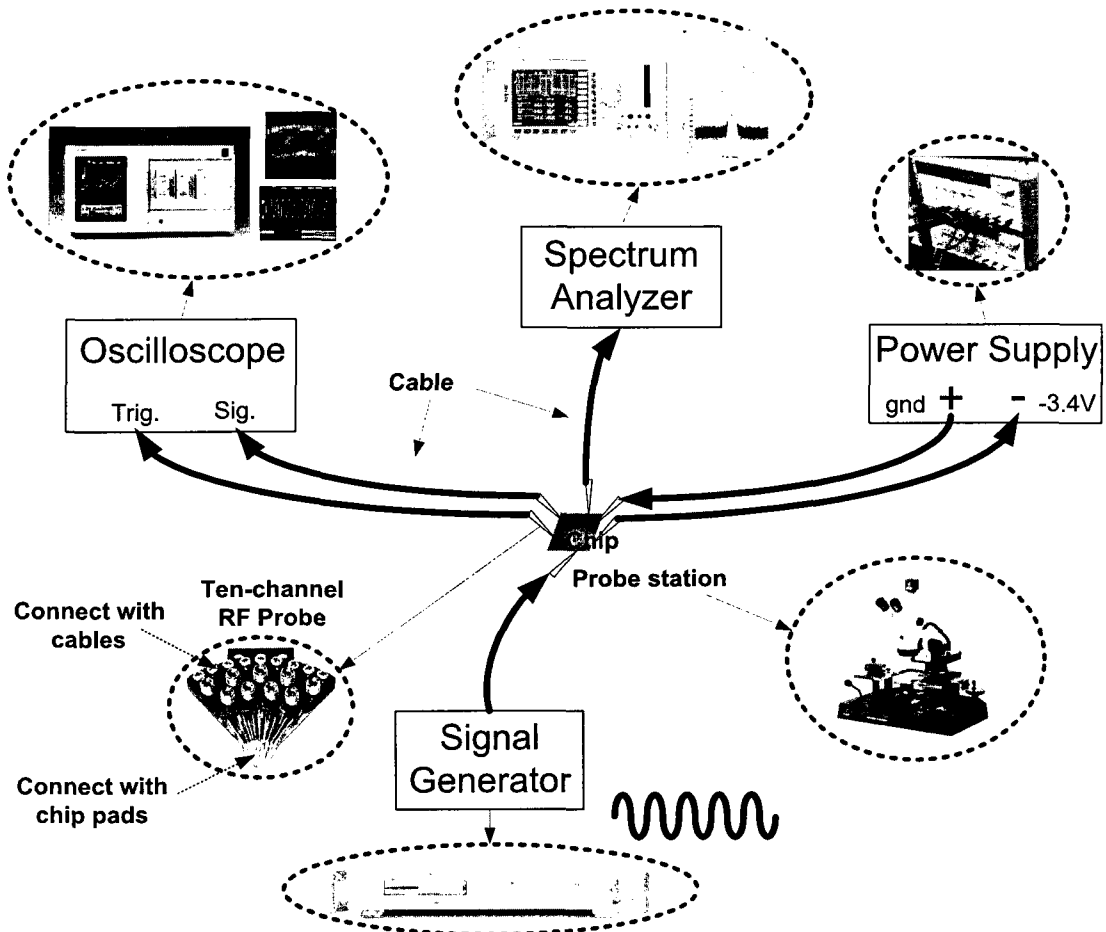 Spectrum
Analyzer
Oscilloscope
Trig. Sig.
Power Supply
gnd + - -3.4V
Cable
Chip
Probe station
Ten-channel
RF Probe
Connect with
cables
Connect with
chip pads
Signal
Generator